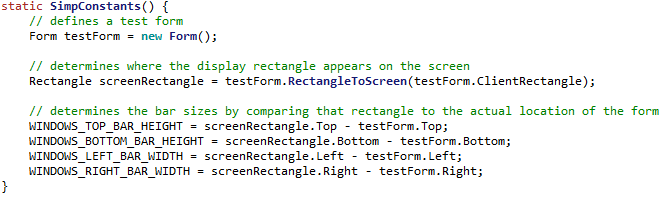 static SimpConstants() {
// defines a test form
Form testForm = new Form();
// determines where the display rectangle appears on the screen
Rectangle screenRectangle = testForm.RectangleToScreen(testForm.ClientRectangle);
// determines the bar sizes by comparing that rectangle to the actual location of the form
WINDOWS_TOP_BAR_HEIGHT = screenRectangle.Top - testForm.Top;
WINDOWS_BOTTOM_BAR_HEIGHT = screenRectangle.Bottom - testForm.Bottom;
WINDOWS_LEFT_BAR_WIDTH = screenRectangle.Left - testForm.Left;
WINDOWS_RIGHT_BAR_WIDTH = screenRectangle.Right - testForm.Right;
}